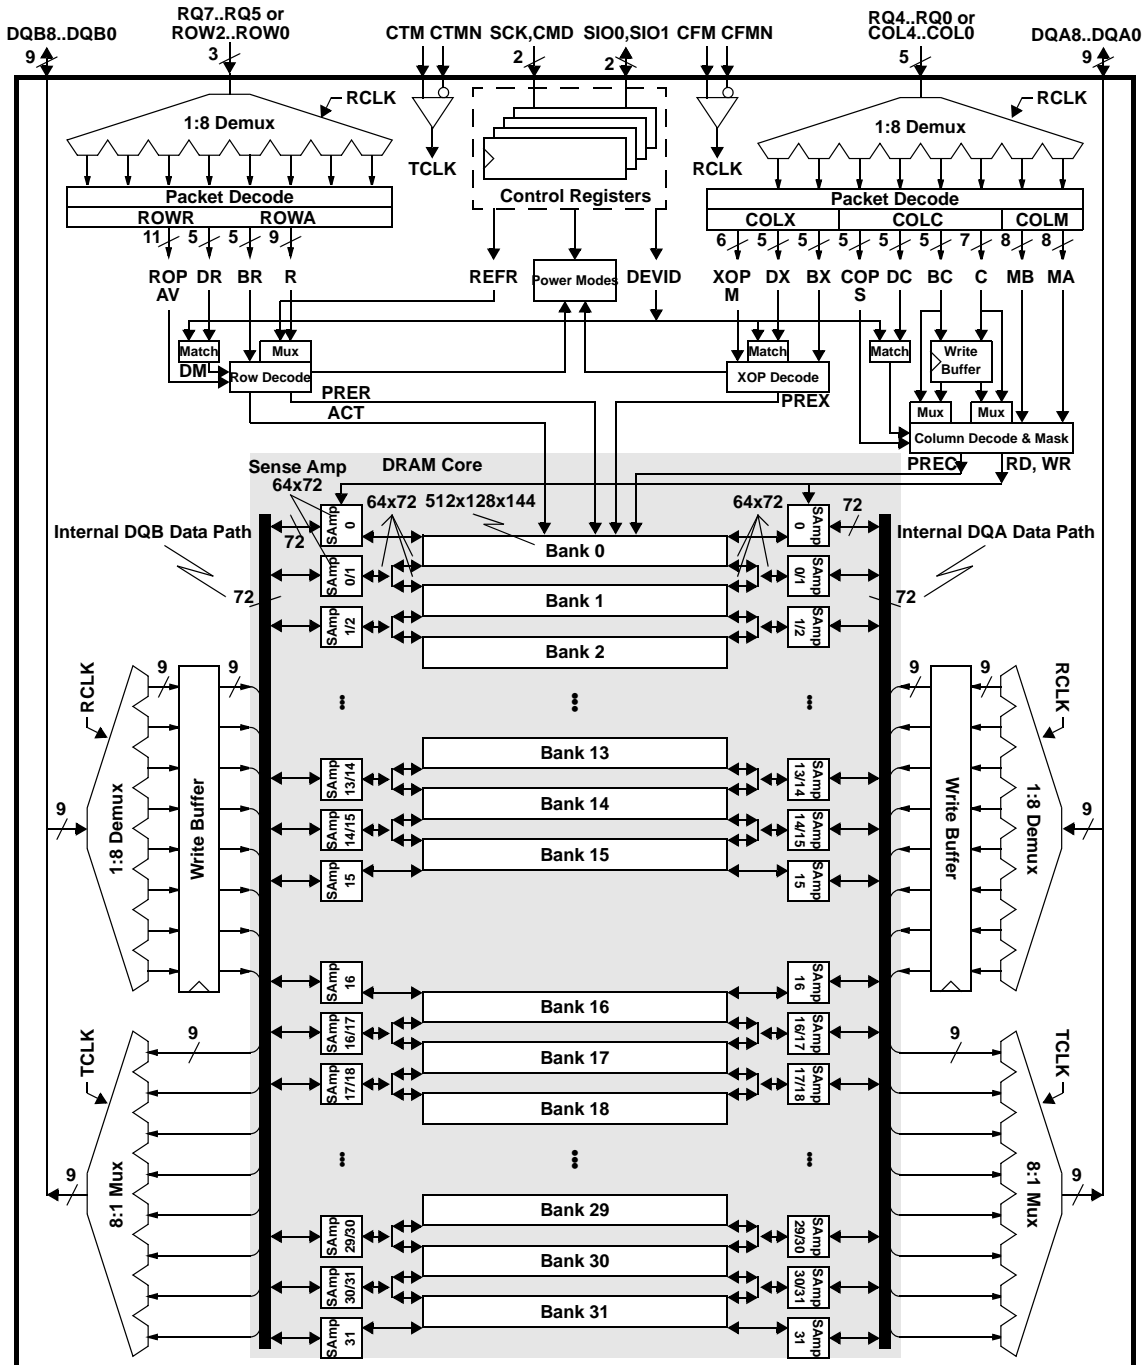 RQ7..RQ5 or
RQ4..RQ0 or
DQB8..DQB0
ROW2..ROW0
CTM CTMN
SCK,CMD
SIO0,SIO1
CFM CFMN
COL4..COL0
DQA8..DQA0
9
3
2
2
5
9
RCLK
1:8 Demux
TCLK
Control Registers
RCLK
RCLK
1:8 Demux
Packet Decode
ROWR
ROWA
Packet Decode
COLX
COLC
COLM
11
5
5
9
6
5
5
5
5
5
7
8
8
ROP
DR
BR
R
REFR
Power Modes
DEVID
XOP
DX
BX
COP
DC
BC
C
MB
MA
AV
M
S
Match
Mux
Match
Match
Write
Buffer
DM
Row Decode
XOP Decode
PRER
ACT
PREX
Mux
Mux
Column Decode & Mask
PREC
RD, WR
Sense Amp
DRAM Core
64x72
64x72
512x128x144
64x72
72
72
Internal DQB Data Path
Internal DQA Data Path
72
72
SAmp
0
Bank 0
SAmp
0
SAmp
0/1
Bank 1
SAmp
0/1
SAmp
1/2
Bank 2
SAmp
1/2
•••
•••
•••
Bank 13
SAmp
13/14
SAmp
13/14
Bank 14
SAmp
14/15
SAmp
14/15
Bank 15
SAmp
15
SAmp
15
RCLK
9
9
9
1:8 Demux
Write Buffer
9
9
RCLK
9
Write Buffer
1:8 Demux
SAmp
16
SAmp
16
Bank 16
SAmp
16/17
SAmp
16/17
Bank 17
SAmp
17/18
SAmp
17/18
Bank 18
•••
•••
•••
Bank 29
SAmp
29/30
SAmp
29/30
Bank 30
SAmp
30/31
SAmp
30/31
Bank 31
SAmp
31
SAmp
31
TCLK
9
9
8:1 Mux
9
TCLK
9
8:1 Mux